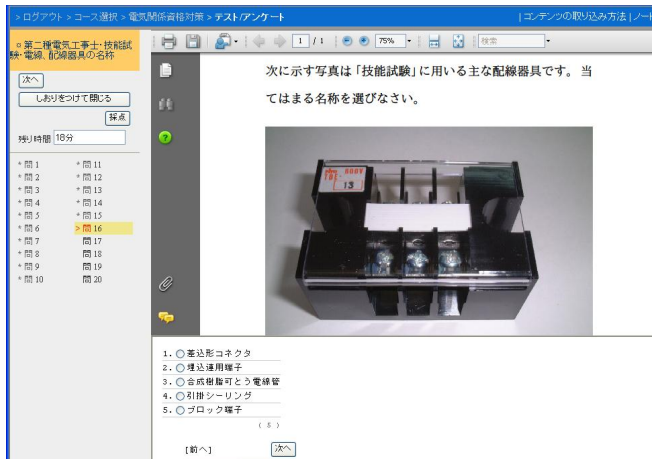 > ログアウト > コース選択 > 電気関係資格対策 > テスト/アンケート
| コンテンツの取り込み方法 | ノート
○ 第二種電気工事士・技能試
験・電線、配線器具の名称
次へ
しおりをつけて閉じる
採点
残り時間 18分
* 問 1 * 問 11
* 問 2 * 問 12
* 問 3 * 問 13
* 問 4 * 問 14
* 問 5 * 問 15
* 問 6 > 問 16
* 問 7 問 17
* 問 8 問 18
* 問 9 問 19
* 問 10 問 20
1 / 1 75% 検索
次に示す写真は「技能試験」に用いる主な配線器具です。 当
てはまる名称を選びなさい。
13
1. 差込形コネクタ
2. 埋込連用端子
3. 合成樹脂可とう電線管
4. 引掛シーリング
5. ブロック端子
( 5 )
[前へ] 次へ